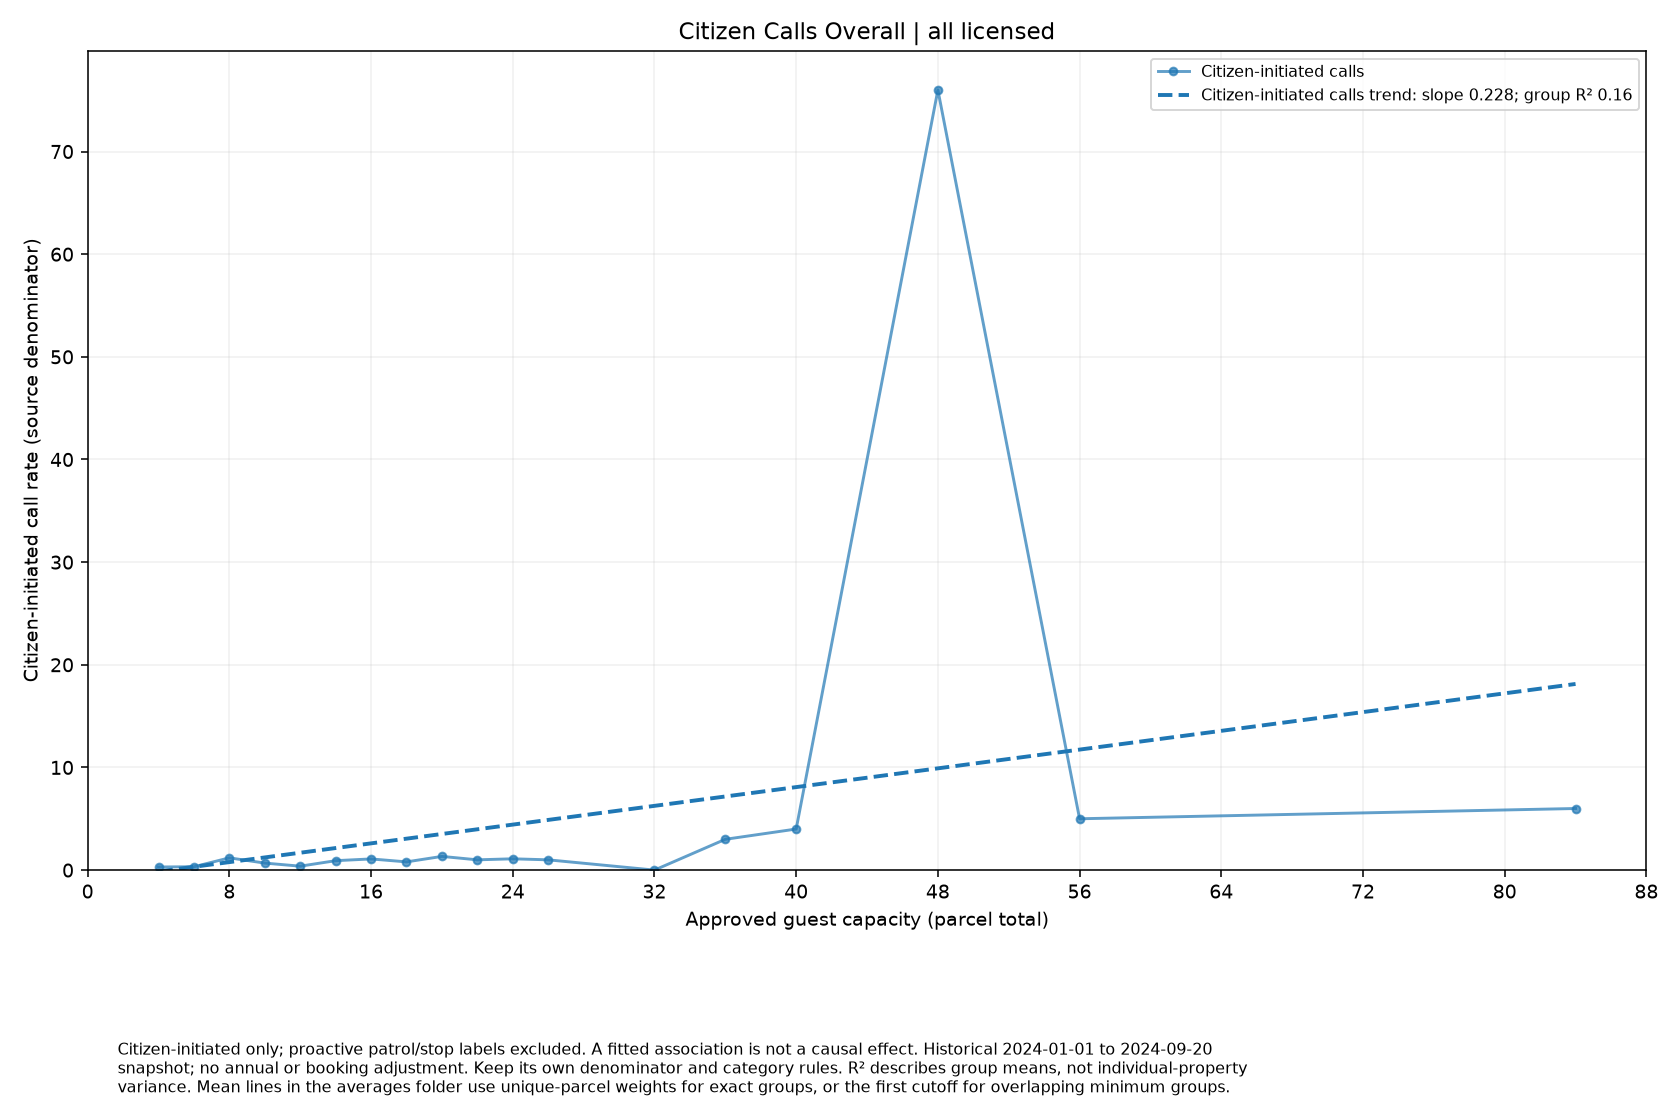 Citizen Calls Overall | all licensed
Citizen-initiated calls
Citizen-initiated calls trend: slope 0.228; group R² 0.16
Citizen-initiated call rate (source denominator)
70
60
50
40
30
20
10
0
0 8 16 24 32 40 48 56 64 72 80 88
Approved guest capacity (parcel total)
Citizen-initiated only; proactive patrol/stop labels excluded. A fitted association is not a causal effect. Historical 2024-01-01 to 2024-09-20
snapshot; no annual or booking adjustment. Keep its own denominator and category rules. R² describes group means, not individual-property
variance. Mean lines in the averages folder use unique-parcel weights for exact groups, or the first cutoff for overlapping minimum groups.